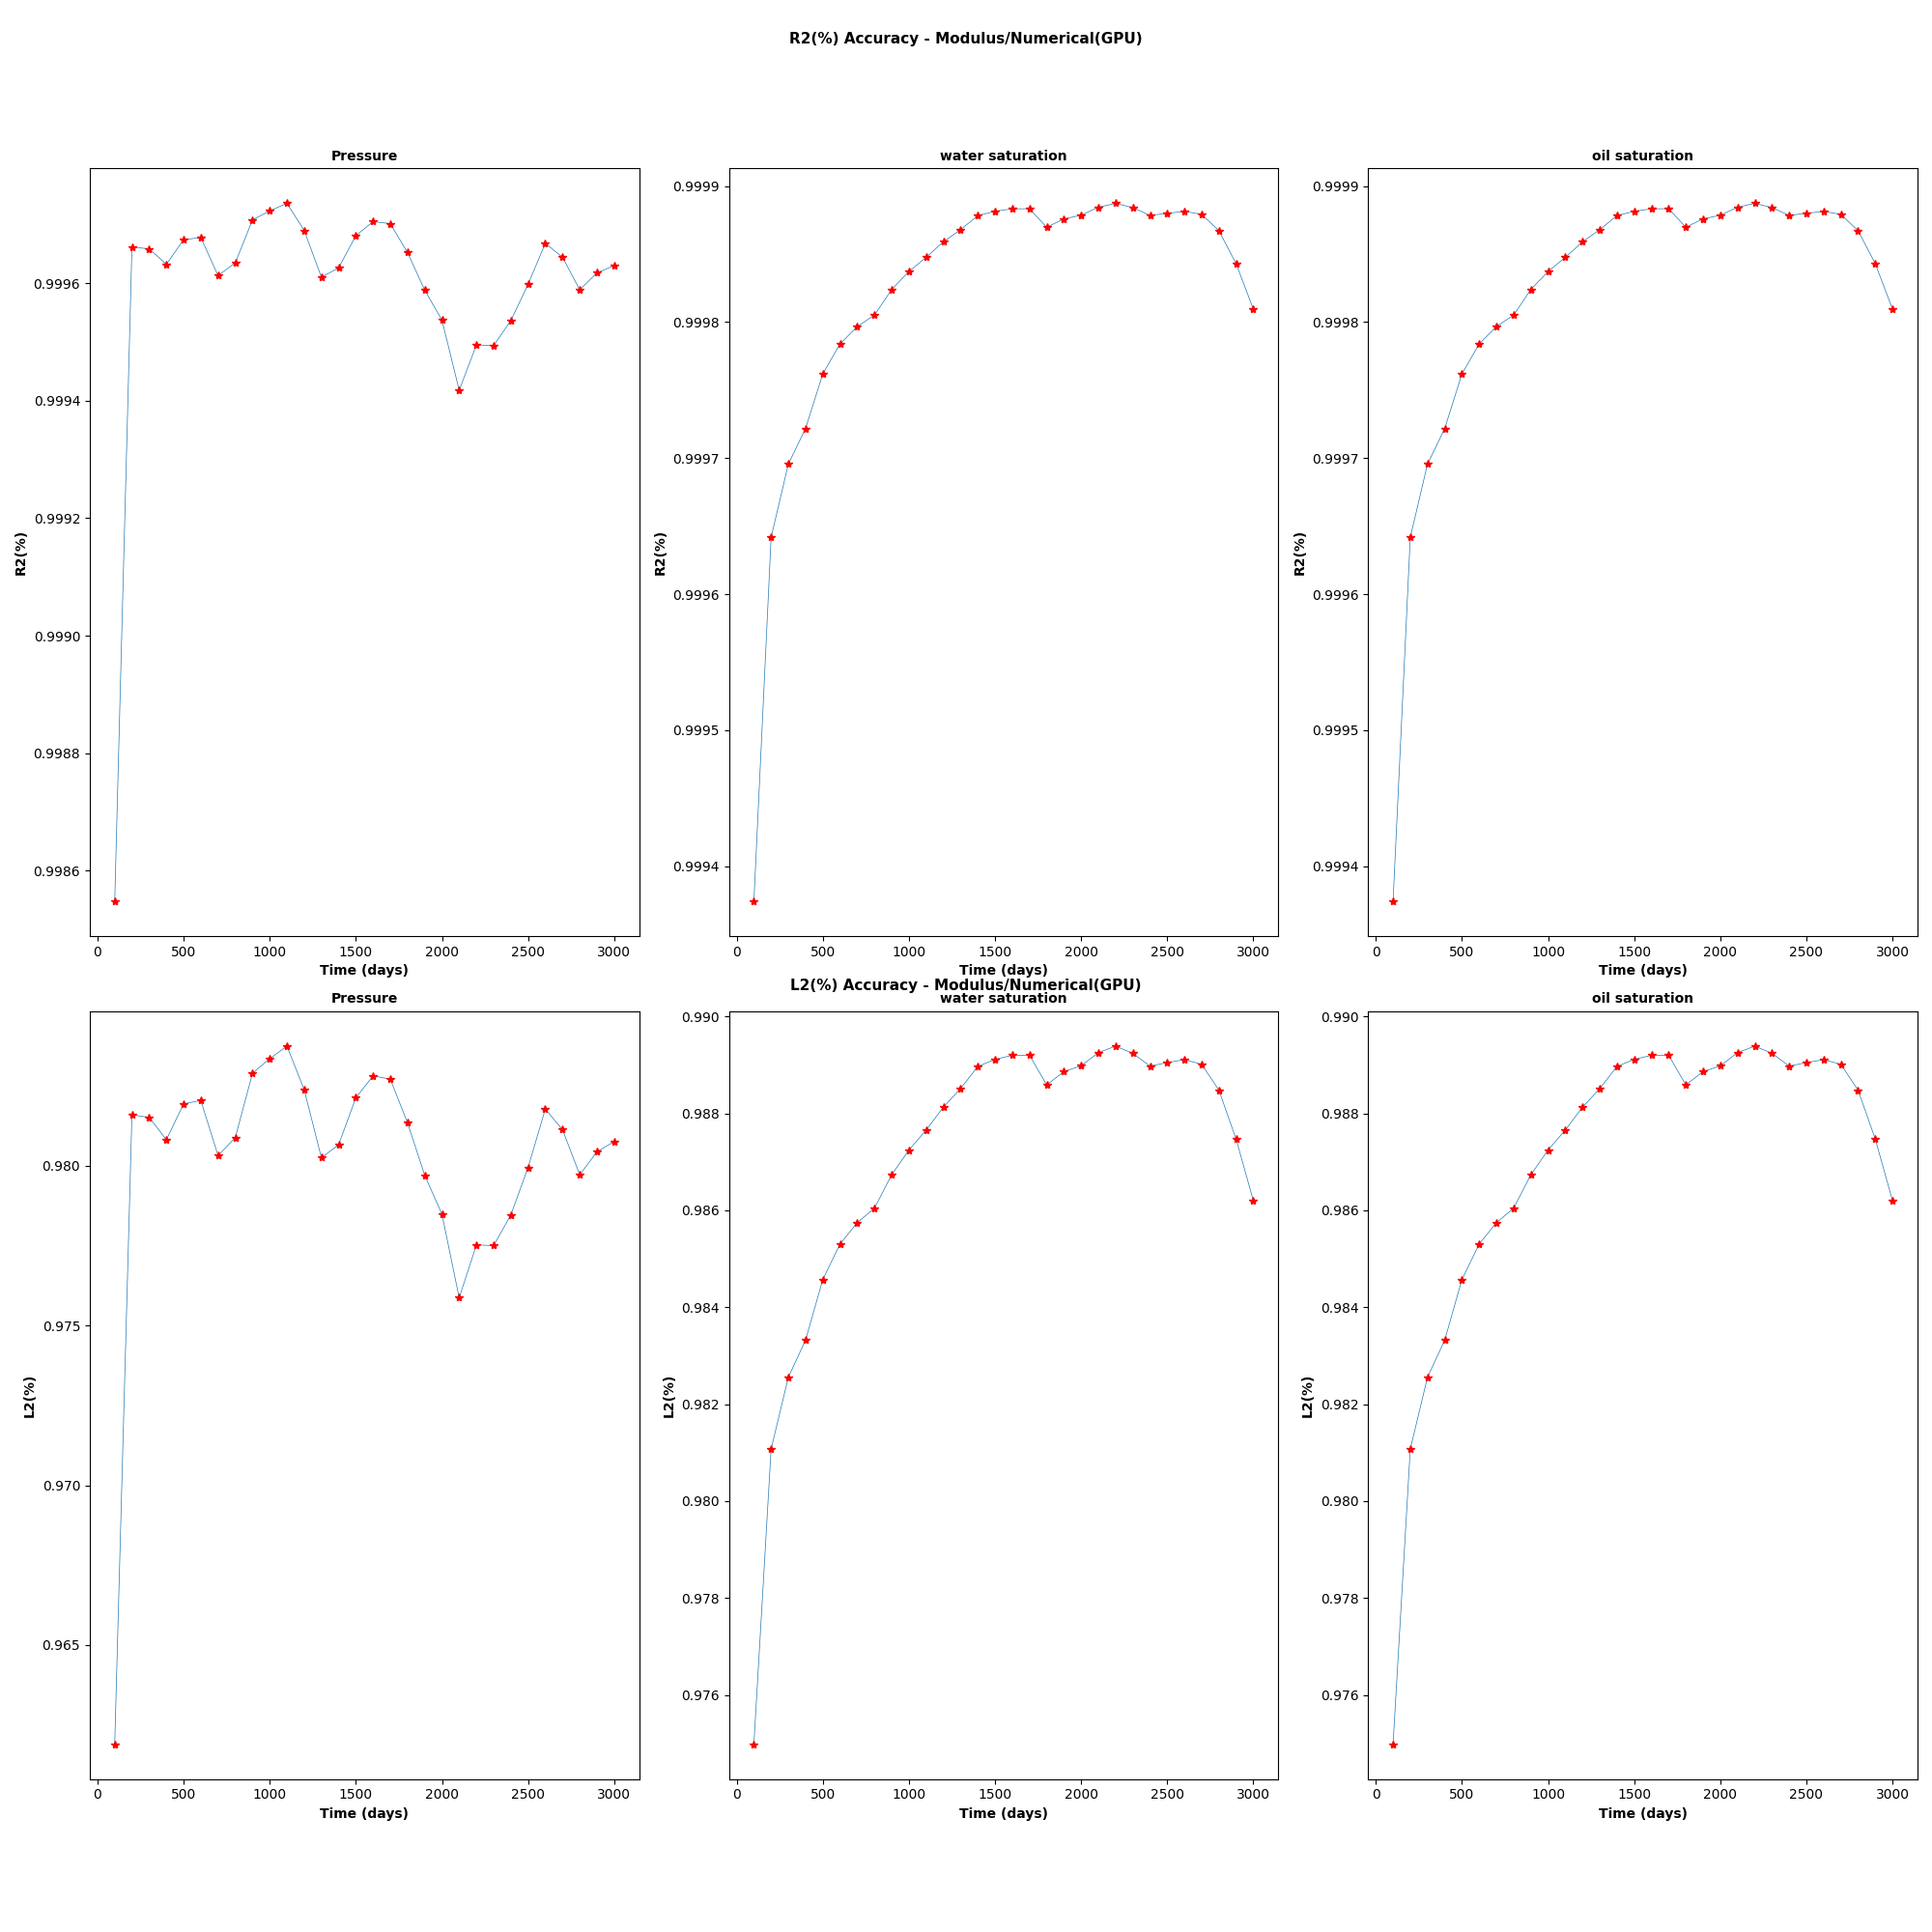 R2(%) Accuracy - Modulus/Numerical(GPU)
Pressure
R2(%)
0.9996
0.9994
0.9992
0.9990
0.9988
0.9986
0 500 1000 1500 2000 2500 3000
Time (days)
water saturation
R2(%)
0.9999
0.9998
0.9997
0.9996
0.9995
0.9994
0 500 1000 1500 2000 2500 3000
Time (days)
oil saturation
R2(%)
0.9999
0.9998
0.9997
0.9996
0.9995
0.9994
0 500 1000 1500 2000 2500 3000
Time (days)
L2(%) Accuracy - Modulus/Numerical(GPU)
Pressure
L2(%)
0.980
0.975
0.970
0.965
0 500 1000 1500 2000 2500 3000
Time (days)
water saturation
L2(%)
0.990
0.988
0.986
0.984
0.982
0.980
0.978
0.976
0 500 1000 1500 2000 2500 3000
Time (days)
oil saturation
L2(%)
0.990
0.988
0.986
0.984
0.982
0.980
0.978
0.976
0 500 1000 1500 2000 2500 3000
Time (days)